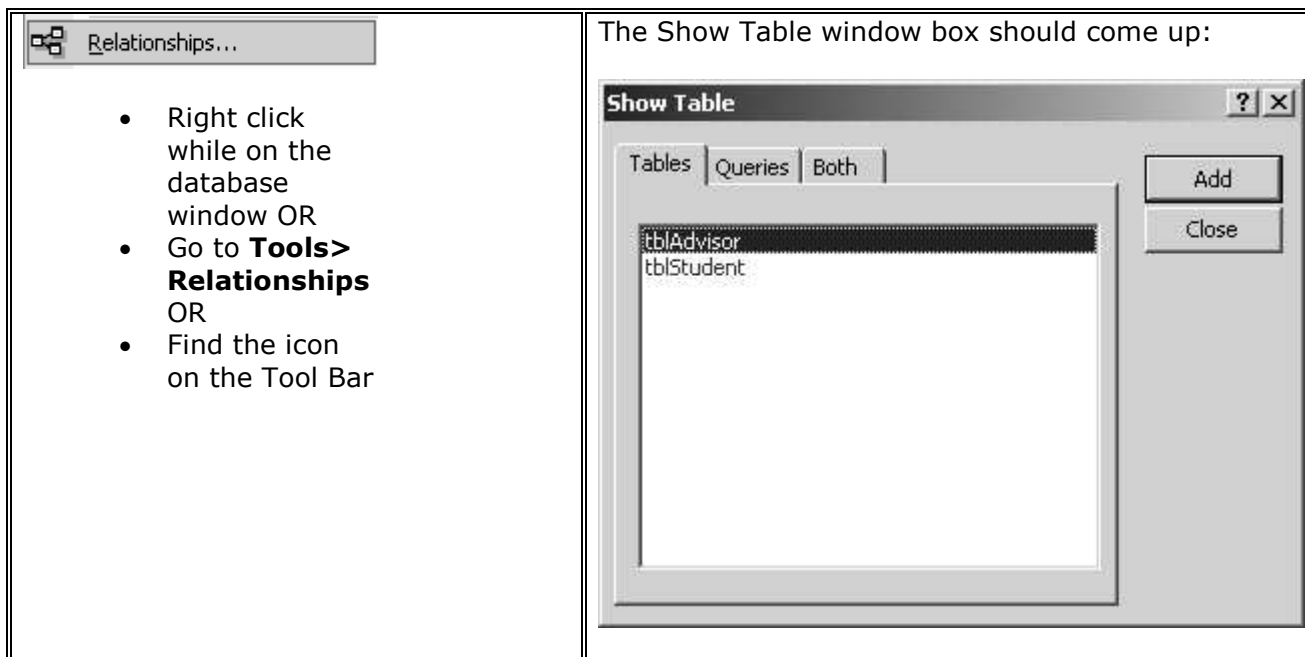 Relationships...
• Right click
while on the
database
window OR
• Go to Tools>
Relationships
OR
• Find the icon
on the Tool Bar
The Show Table window box should come up:
Show Table
Tables Queries Both
Add
Close
tblAdvisor
tblStudent